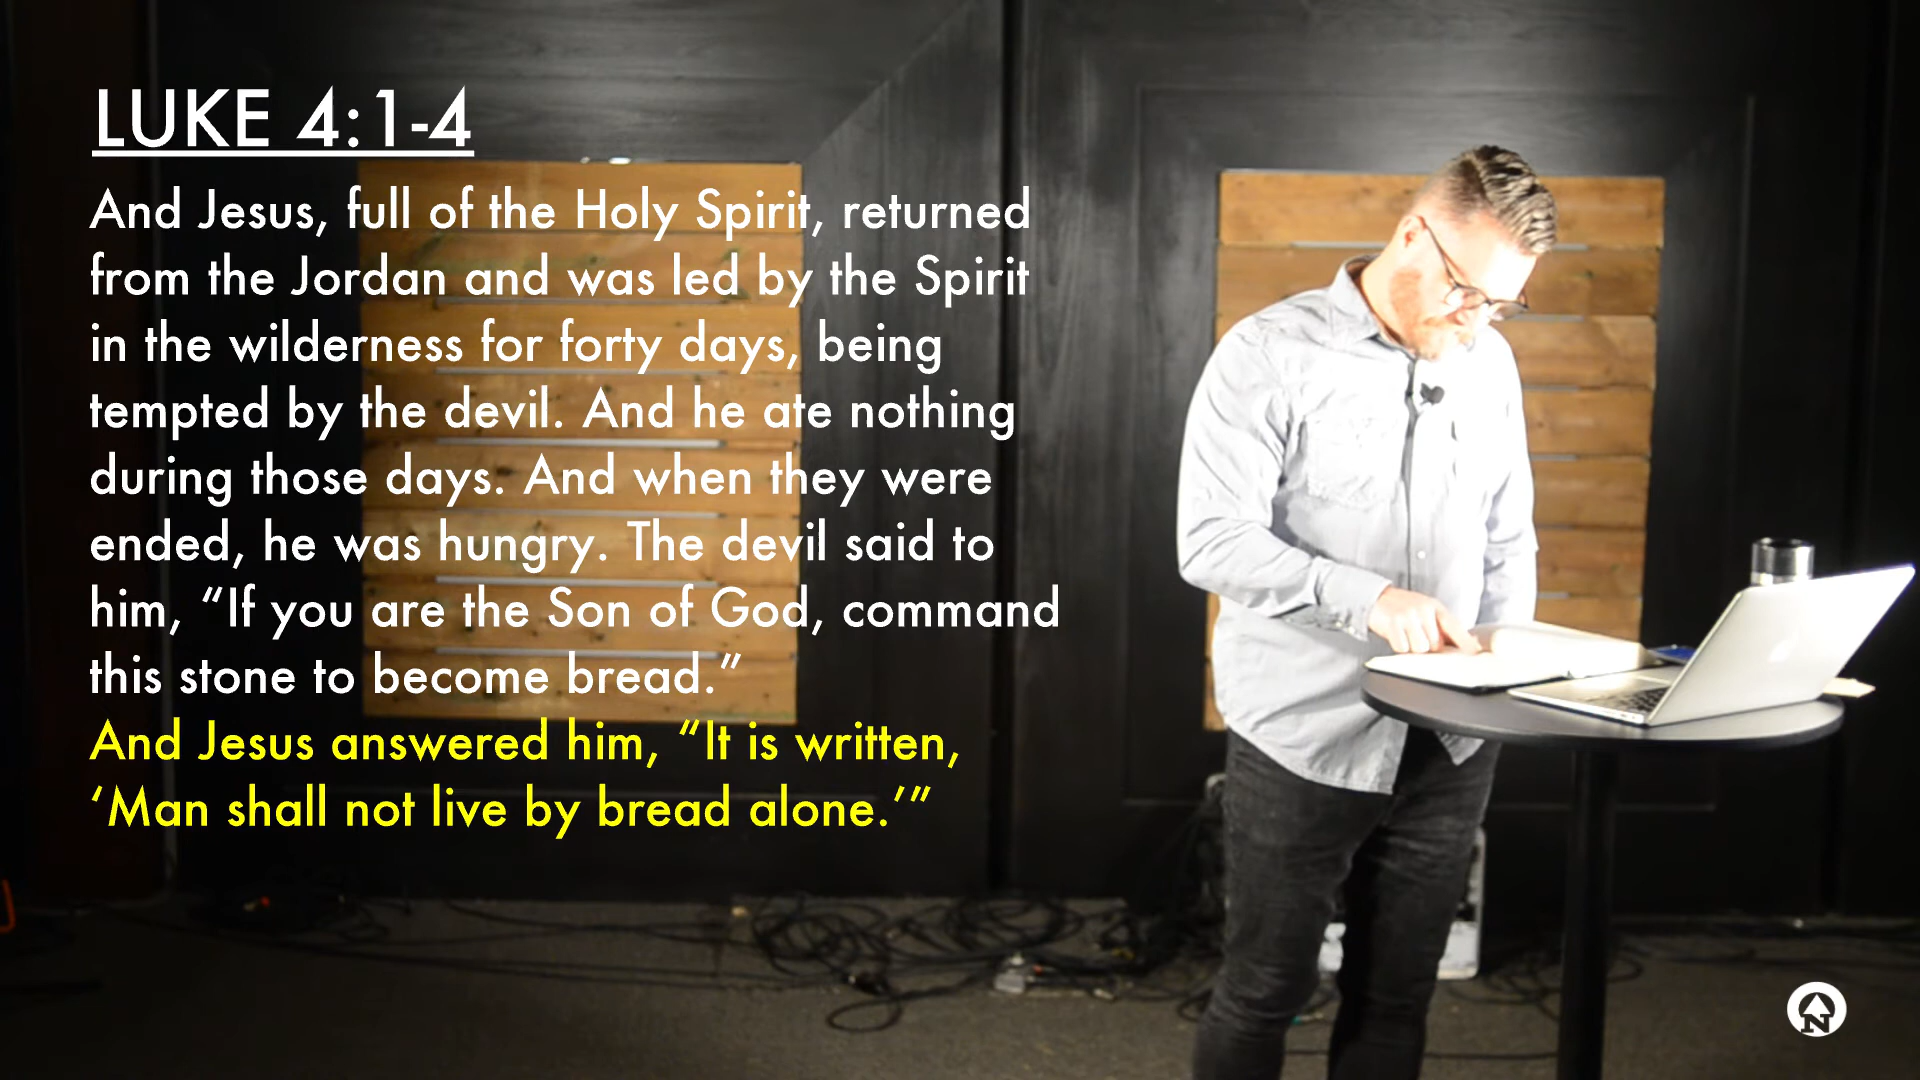 LUKE 4:1-4
And Jesus, full of the Holy Spirit, returned
from the Jordan and was led by the Spirit
in the wilderness for forty days, being
tempted by the devil. And he ate nothing
during those days. And when they were
ended, he was hungry. The devil said to
him, “If you are the Son of God, command
this stone to become bread.”
And Jesus answered him, “It is written,
‘Man shall not live by bread alone.’”
N